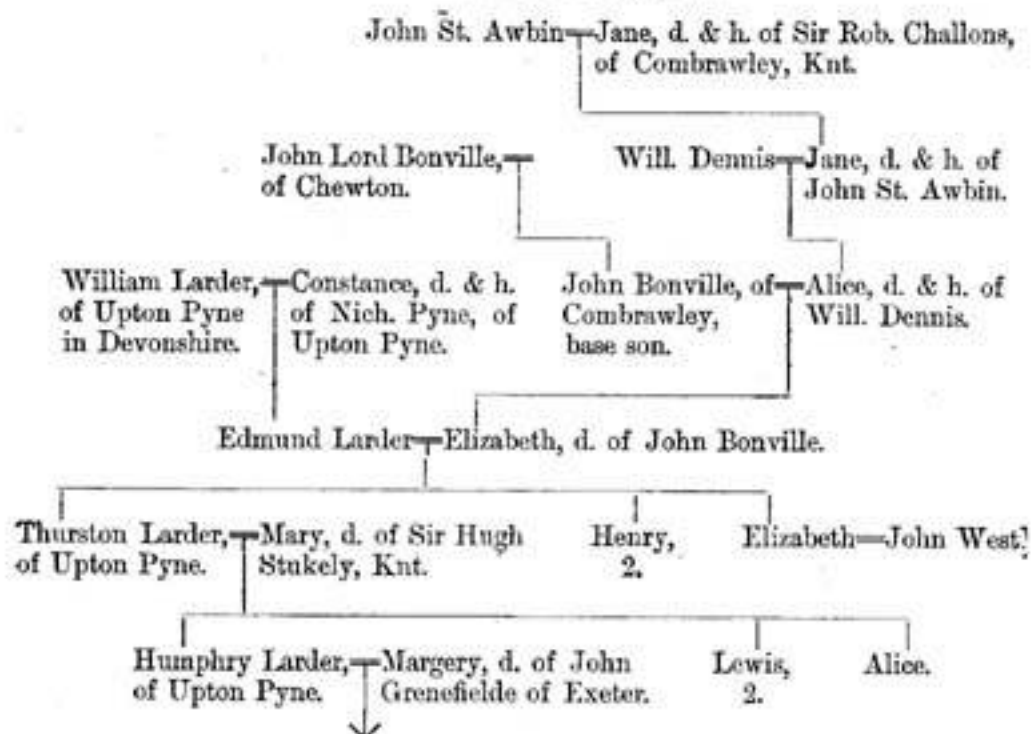 John St. Awbin Jane, d. & h. of Sir Rob. Challons,
of Combrawley, Knt.
John Lord Bonville,
of Chewton.
Will. Dennis Jane, d. & h. of
John St. Awbin.
William Larder,
of Upton Pyne
in Devonshire.
Constance, d. & h.
of Nich. Pyne, of
Upton Pyne.
John Bonville, of
Combrawley,
base son.
Alice, d. & h. of
Will. Dennis.
Edmund Larder Elizabeth, d. of John Bonville.
Thurston Larder,
of Upton Pyne.
Mary, d. of Sir Hugh
Stukely, Knt.
Henry,
2.
Elizabeth John West.
Humphry Larder,
of Upton Pyne.
Margery, d. of John
Grenefielde of Exeter.
Lewis,
2.
Alice.